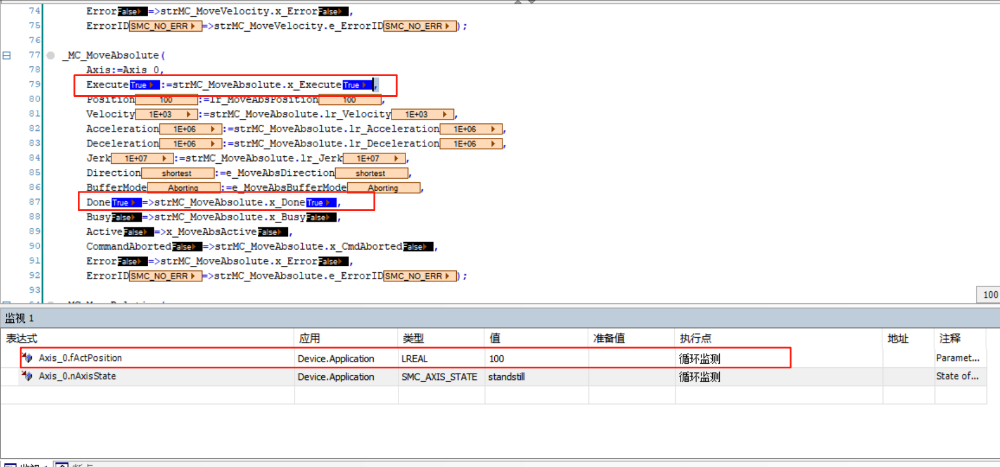 74 ErrorFalse=>strMC_MoveVelocity.x_ErrorFalse,
75 ErrorIDSMC_NO_ERR=>strMC_MoveVelocity.e_ErrorIDSMC_NO_ERR);
76
77 _MC_MoveAbsolute(
78 Axis:=Axis_0,
79 ExecuteTrue:=strMC_MoveAbsolute.x_ExecuteTrue,
80 Position100:=lr_MoveAbsPosition100,
81 Velocity1E+03:=strMC_MoveAbsolute.lr_Velocity1E+03,
82 Acceleration1E+06:=strMC_MoveAbsolute.lr_Acceleration1E+06,
83 Deceleration1E+06:=strMC_MoveAbsolute.lr_Deceleration1E+06,
84 Jerk1E+07:=strMC_MoveAbsolute.lr_Jerk1E+07,
85 Directionshortest:=e_MoveAbsDirectionshortest,
86 BufferModeAborting:=e_MoveAbsBufferModeAborting,
87 DoneTrue=>strMC_MoveAbsolute.x_DoneTrue,
88 BusyFalse=>strMC_MoveAbsolute.x_BusyFalse,
89 ActiveFalse=>x_MoveAbsActiveFalse,
90 CommandAbortedFalse=>strMC_MoveAbsolute.x_CmdAbortedFalse,
91 ErrorFalse=>strMC_MoveAbsolute.x_ErrorFalse,
92 ErrorIDSMC_NO_ERR=>strMC_MoveAbsolute.e_ErrorIDSMC_NO_ERR);
93
100
监视 1
表达式 应用 类型 值 准备值 执行点 地址 注释
Axis_0.fActPosition Device.Application LREAL 100 循环监测 Paramet...
Axis_0.nAxisState Device.Application SMC_AXIS_STATE standstill 循环监测 State of...